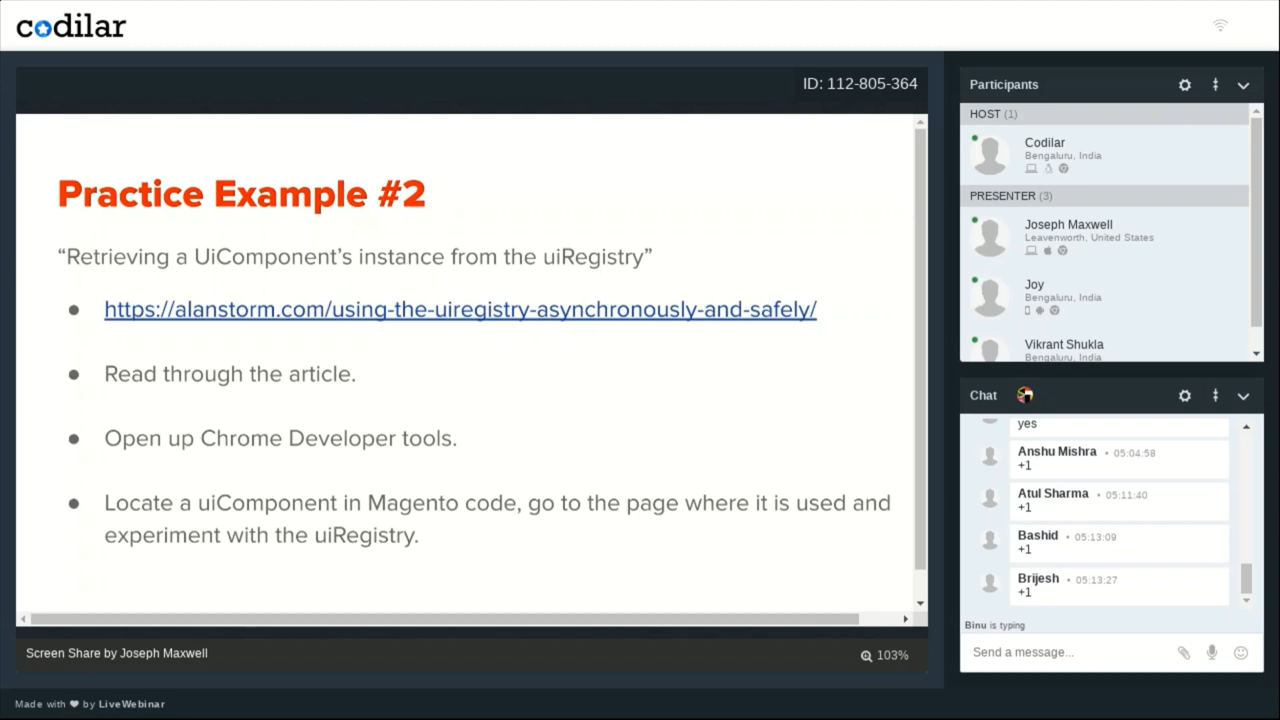 codilar
ID: 112-805-364
Practice Example #2
“Retrieving a UiComponent’s instance from the uiRegistry”
https://alanstorm.com/using-the-uiregistry-asynchronously-and-safely/
Read through the article.
Open up Chrome Developer tools.
Locate a uiComponent in Magento code, go to the page where it is used and
experiment with the uiRegistry.
Screen Share by Joseph Maxwell
103%
Participants
HOST (1)
Codilar
Bengaluru, India
PRESENTER (3)
Joseph Maxwell
Leavenworth, United States
Joy
Bengaluru, India
Vikrant Shukla
Bengaluru, India
Chat
yes
Anshu Mishra • 05:04:58
+1
Atul Sharma • 05:11:40
+1
Bashid • 05:13:09
+1
Brijesh • 05:13:27
+1
Binu is typing
Send a message...
Made with ❤ by LiveWebinar